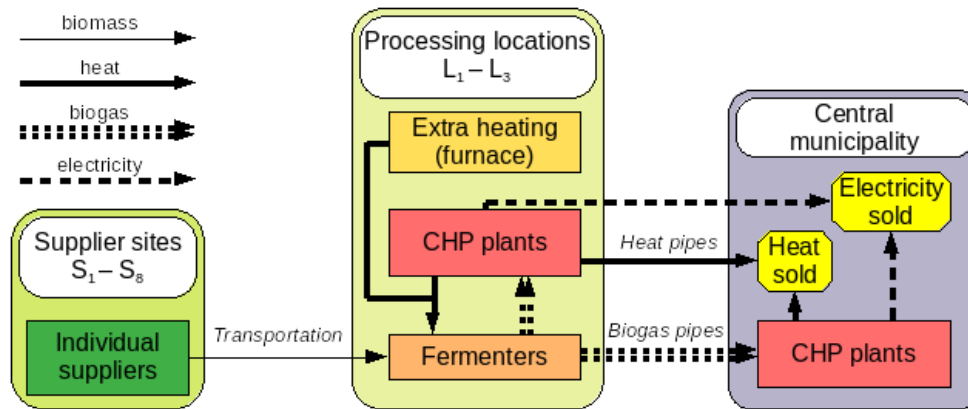 biomass
heat
biogas
electricity
Supplier sites
S₁ – S₈
Individual
suppliers
Transportation
Processing locations
L₁ – L₃
Extra heating
(furnace)
CHP plants
Fermenters
Heat pipes
Biogas pipes
Central
municipality
Electricity
sold
Heat
sold
CHP plants